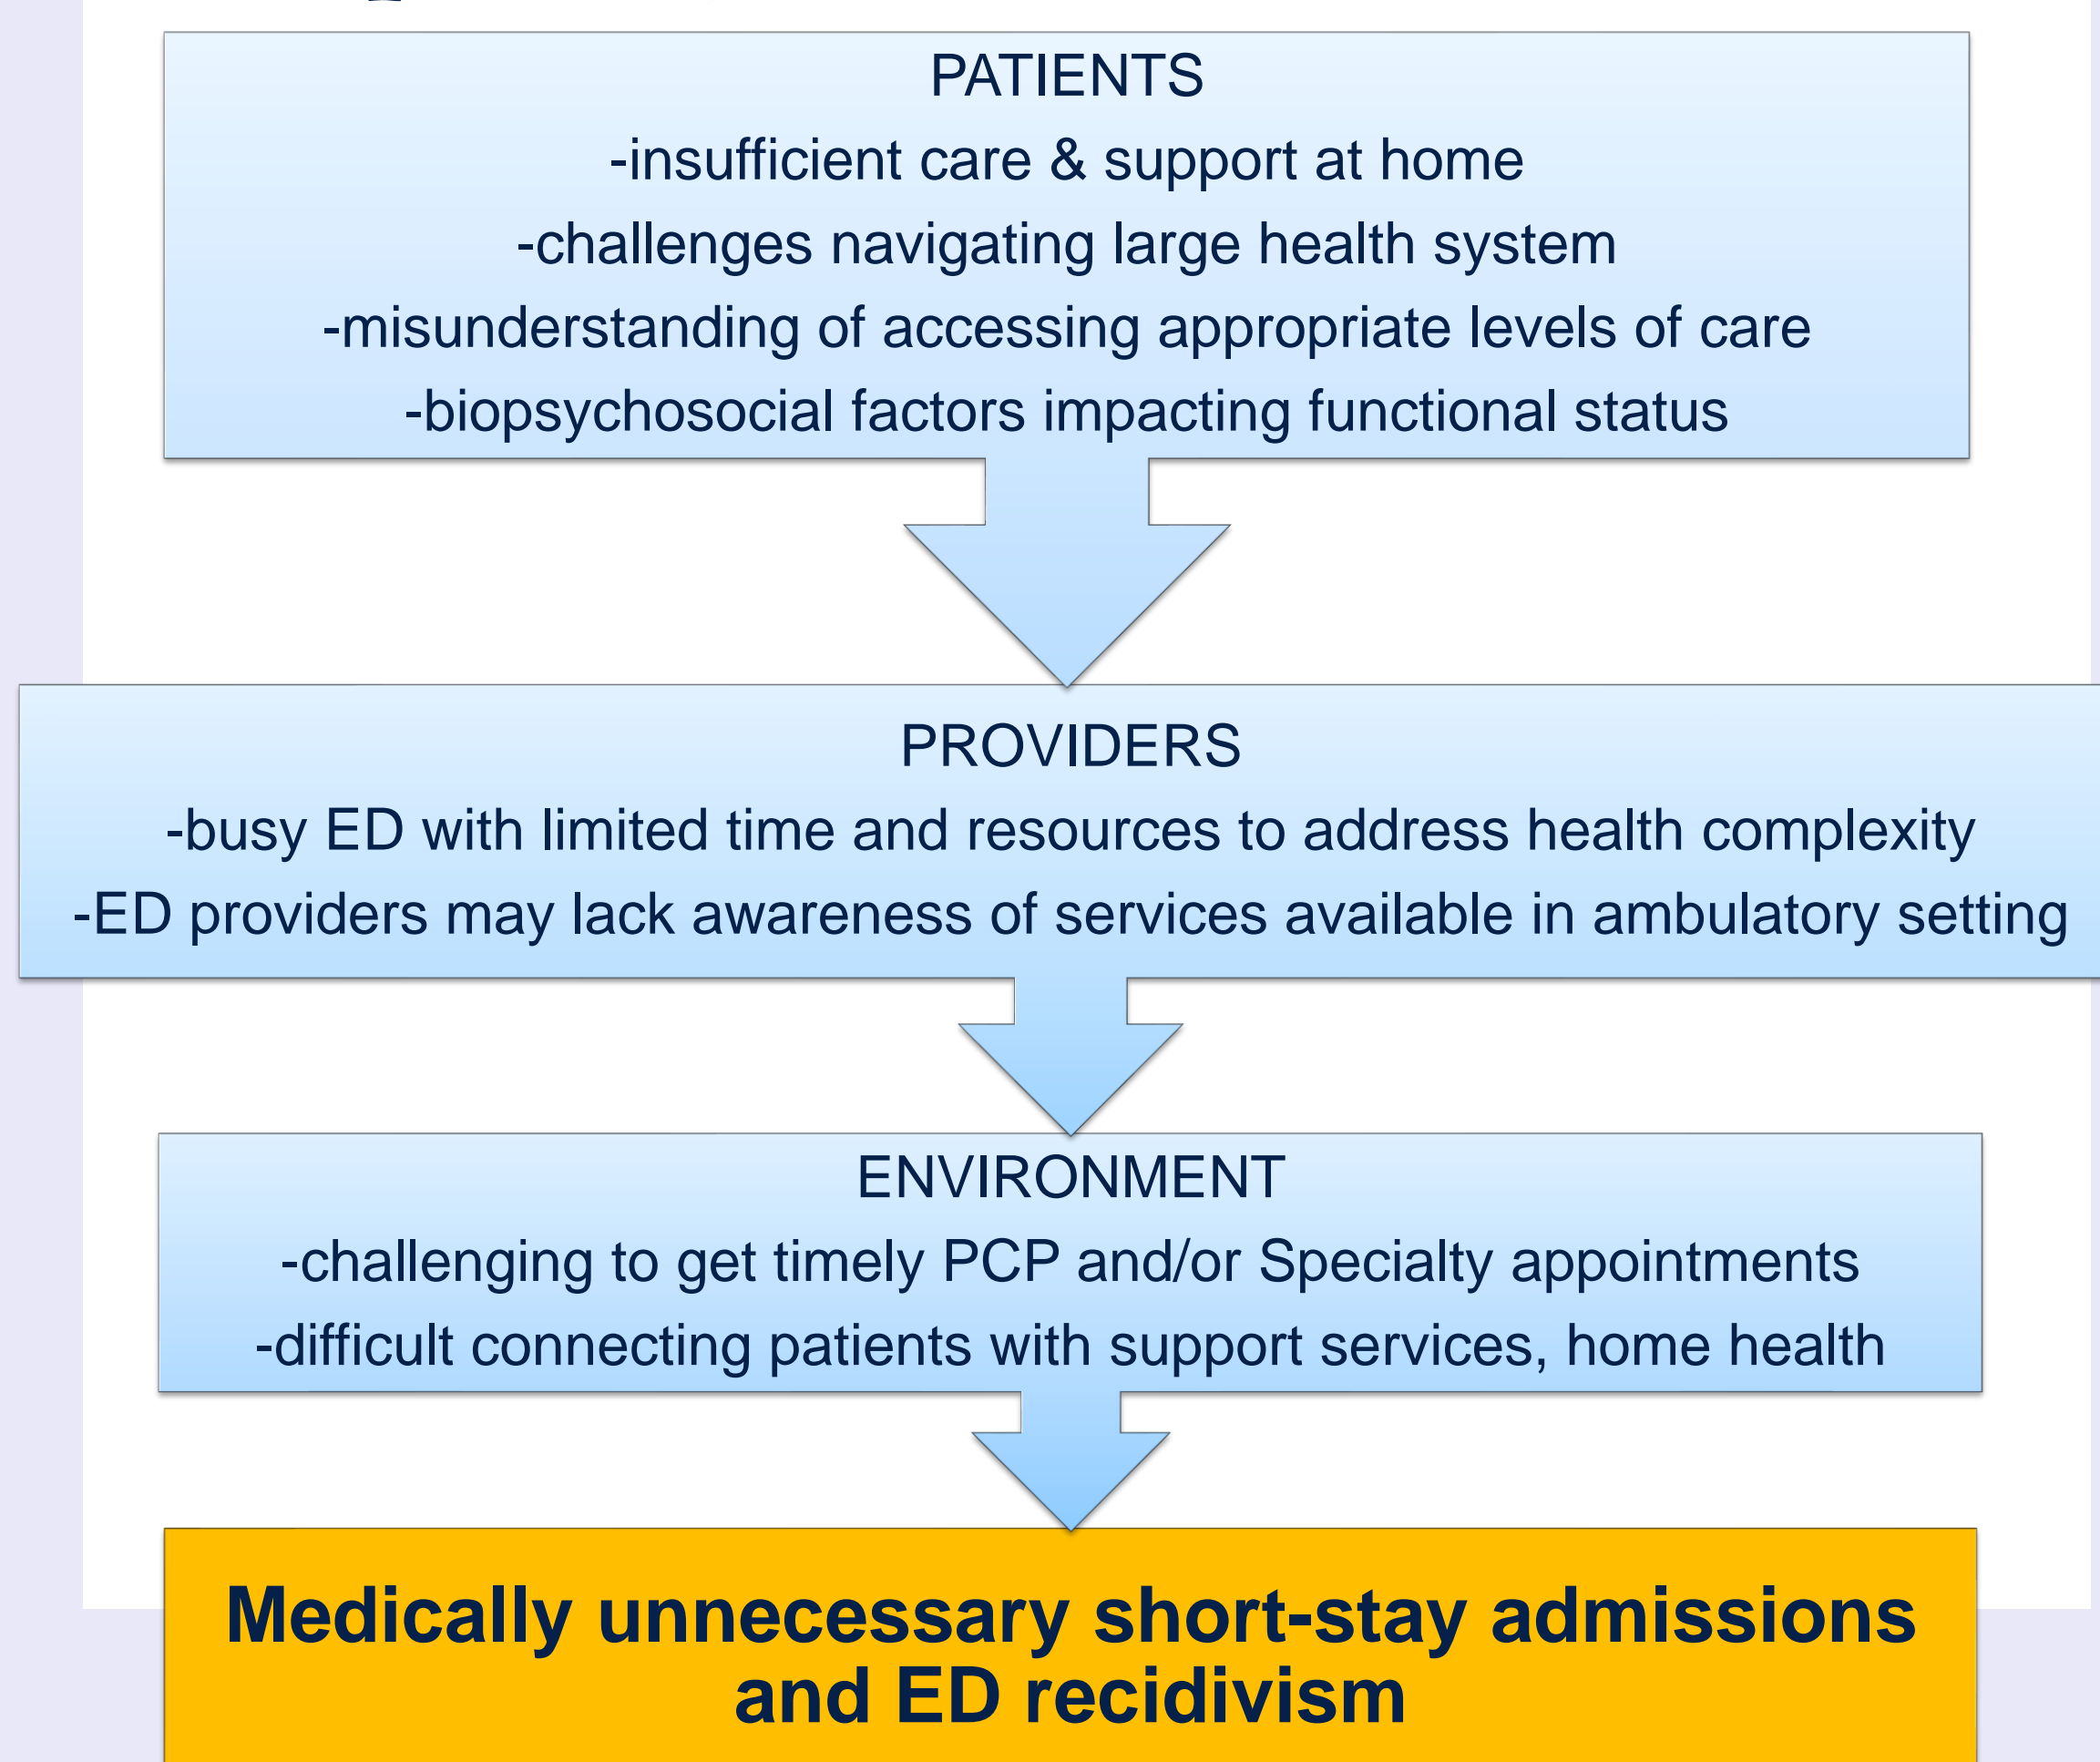 PATIENTS
-insufficient care & support at home
-challenges navigating large health system
-misunderstanding of accessing appropriate levels of care
-biopsychosocial factors impacting functional status
PROVIDERS
-busy ED with limited time and resources to address health complexity
-ED providers may lack awareness of services available in ambulatory setting
ENVIRONMENT
-challenging to get timely PCP and/or Specialty appointments
-difficult connecting patients with support services, home health
Medically unnecessary short-stay admissions
and ED recidivism